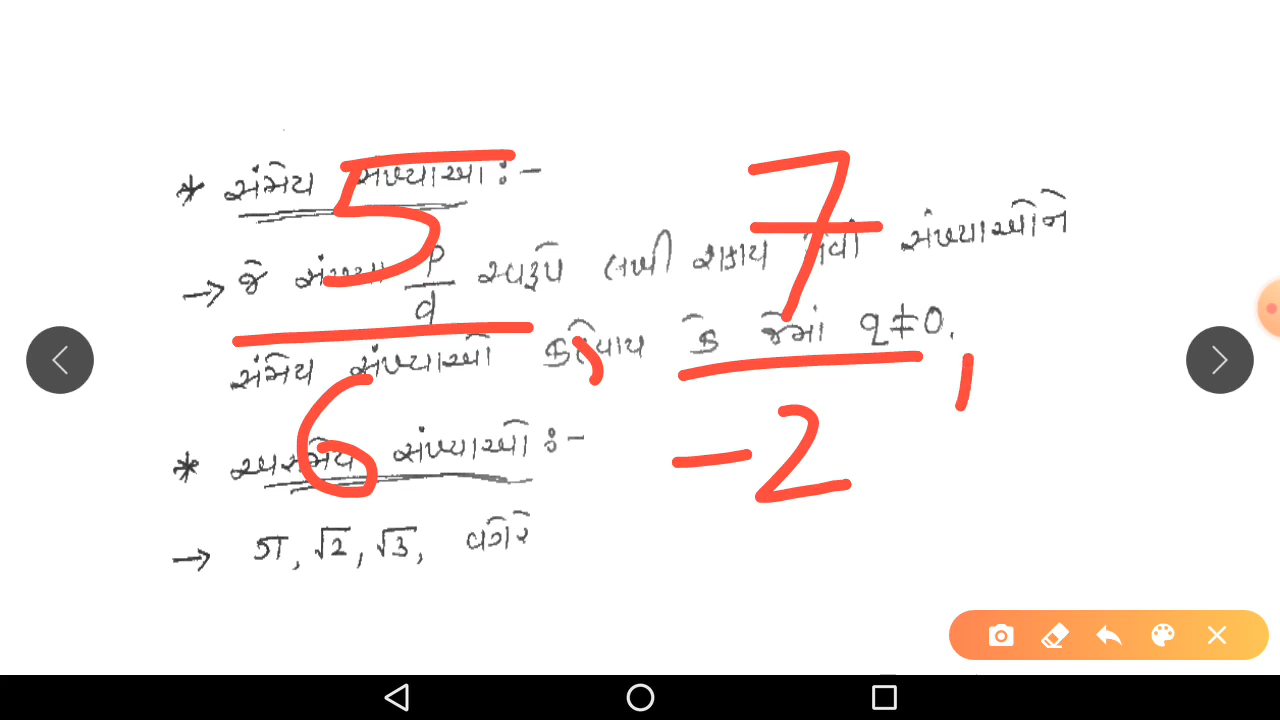 * સંમેય સંખ્યાઓ :-
→ જે સંખ્યા p/q સ્વરૂપે લખી શકાય તેવી સંખ્યાઓને
સંમેય સંખ્યાઓ કહેવાય કે જેમાં q ≠ 0.
* અસંમેય સંખ્યાઓ :-
→ π, √2, √3, વગેરે
5/6 , 7/-2 ,